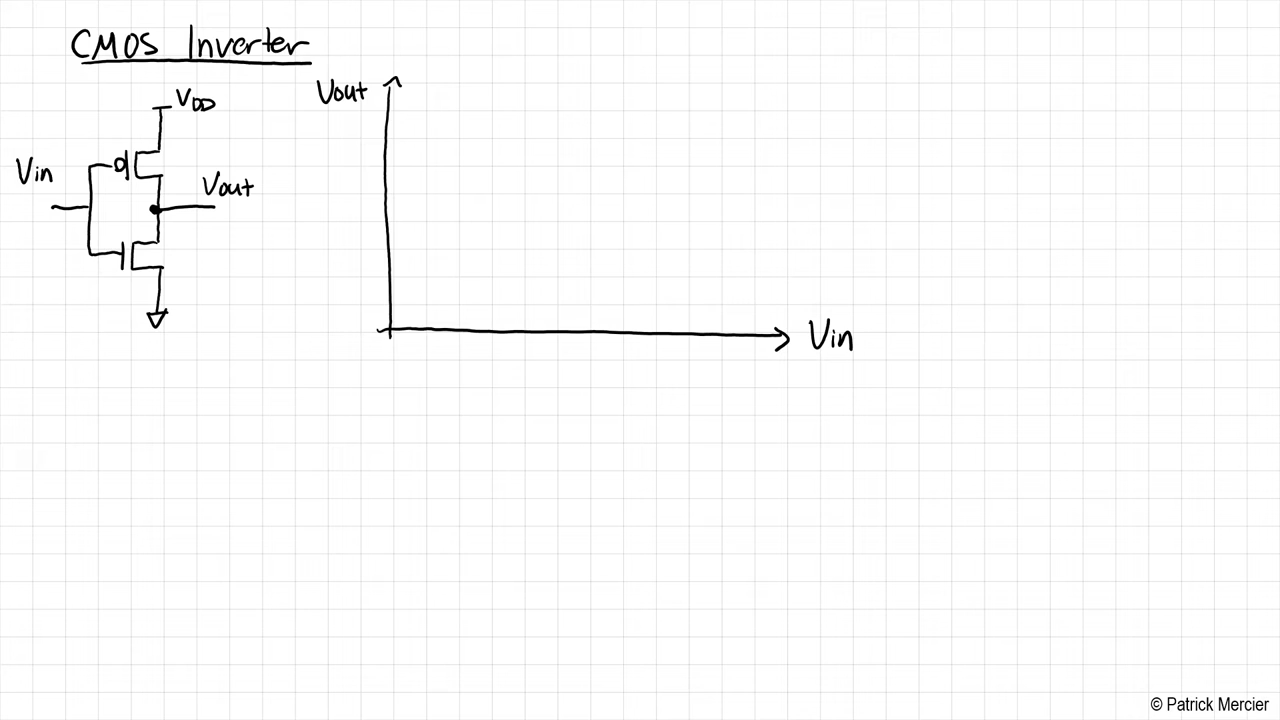 CMOS Inverter
VDD
Vin
Vout
Vout
Vin
© Patrick Mercier